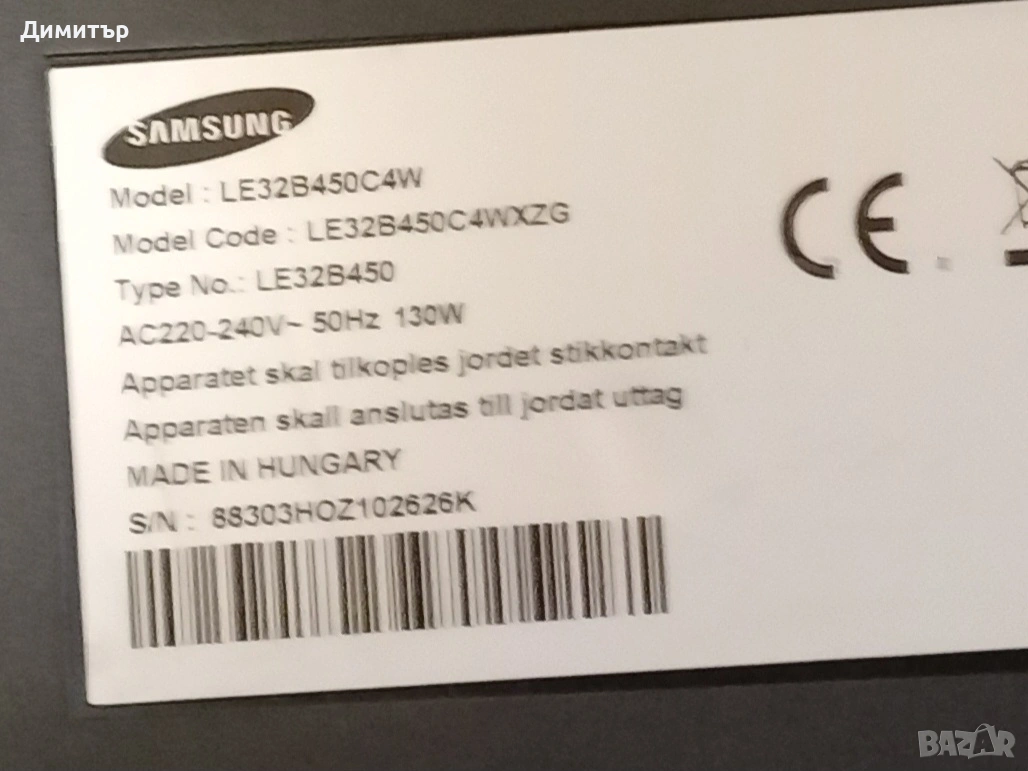 Димитър
SAMSUNG
Model : LE32B450C4W
Model Code : LE32B450C4WXZG
Type No.: LE32B450
AC220-240V~ 50Hz 130W
Apparatet skal tilkoples jordet stikkontakt
Apparaten skall anslutas till jordat uttag
MADE IN HUNGARY
S/N : 88303HOZ102626K
CE
BAZAR